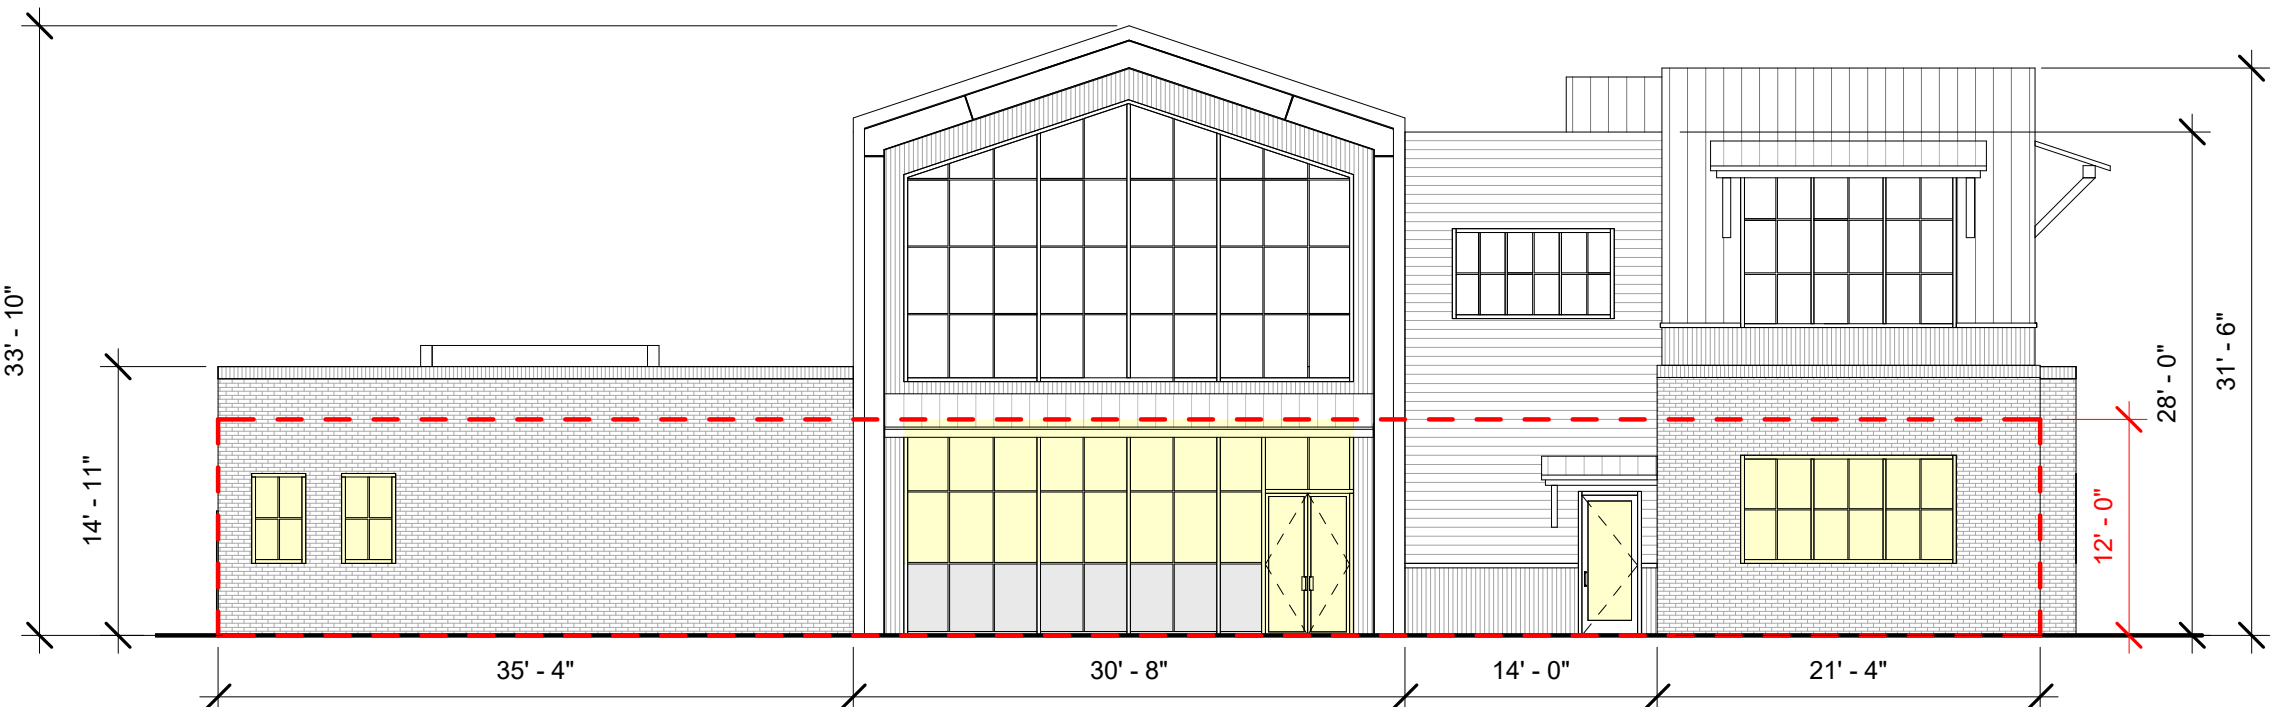 33' - 10"
14' - 11"
35' - 4"
30' - 8"
14' - 0"
21' - 4"
12' - 0"
28' - 0"
31' - 6"